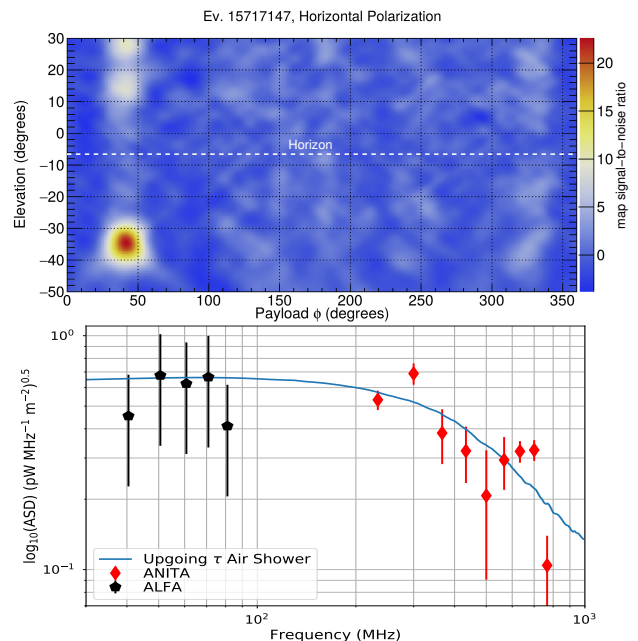 Ev. 15717147, Horizontal Polarization
30
20
10
0
−10
−20
−30
−40
−50
Elevation (degrees)
Horizon
0 50 100 150 200 250 300 350
Payload ϕ (degrees)
20
15
10
5
0
map signal-to-noise ratio
10⁰
10⁻¹
log₁₀(ASD) (pW MHz⁻¹ m⁻²)⁰·⁵
Upgoing τ Air Shower
ANITA
ALFA
10² 10³
Frequency (MHz)